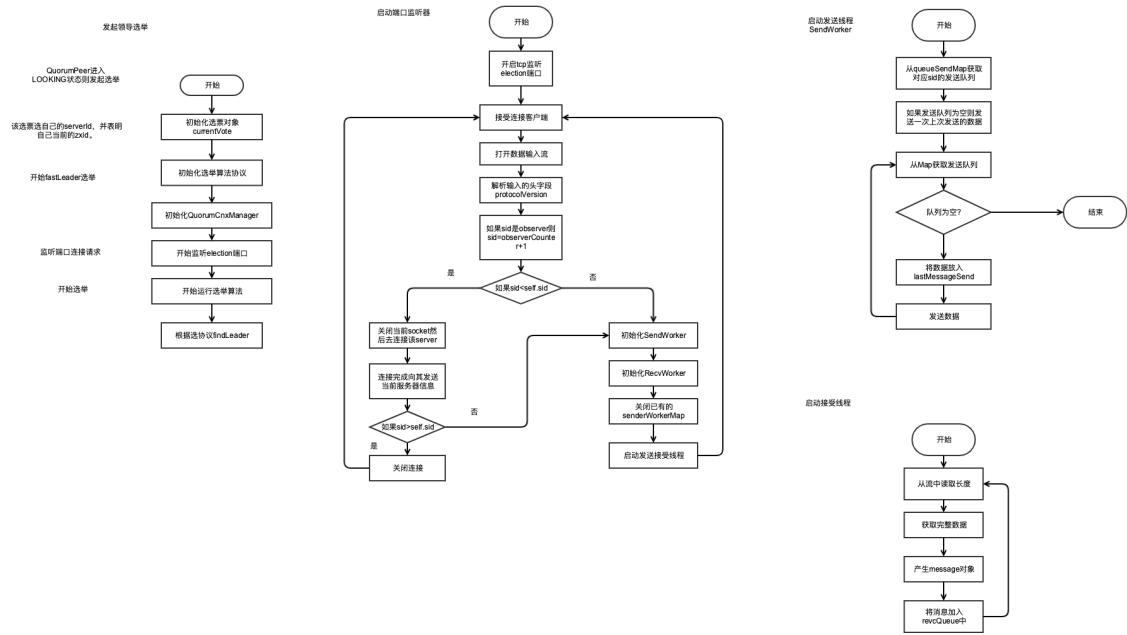 发起领导选举
QuorumPeer进入
LOOKING状态则发起选举
开始
该选票选自己的serverId，并表明
自己当前的zxid。
初始化选票对象
currentVote
开始fastLeader选举
初始化选举算法协议
初始化QuorumCnxManager
监听端口连接请求
开始监听election端口
开始选举
开始运行选举算法
根据选协议findLeader
启动端口监听器
开始
开启tcp监听
election端口
接受连接客户端
打开数据输入流
解析输入的头字段
protocolVersion
如果sid是observer则
sid=observerCounte
r+1
是
否
如果sid<self.sid
关闭当前socket然
后去连接该server
连接完成向其发送
当前服务器信息
否
如果sid>self.sid
是
关闭连接
初始化SendWorker
初始化RecvWorker
关闭已有的
senderWorkerMap
启动发送接受线程
启动发送线程
SendWorker
开始
从queueSendMap获取
对应sid的发送队列
如果发送队列为空则发
送一次上次发送的数据
从Map获取发送队列
队列为空?
结束
将数据放入
lastMessageSend
发送数据
启动接受线程
开始
从流中读取长度
获取完整数据
产生message对象
将消息加入
revcQueue中